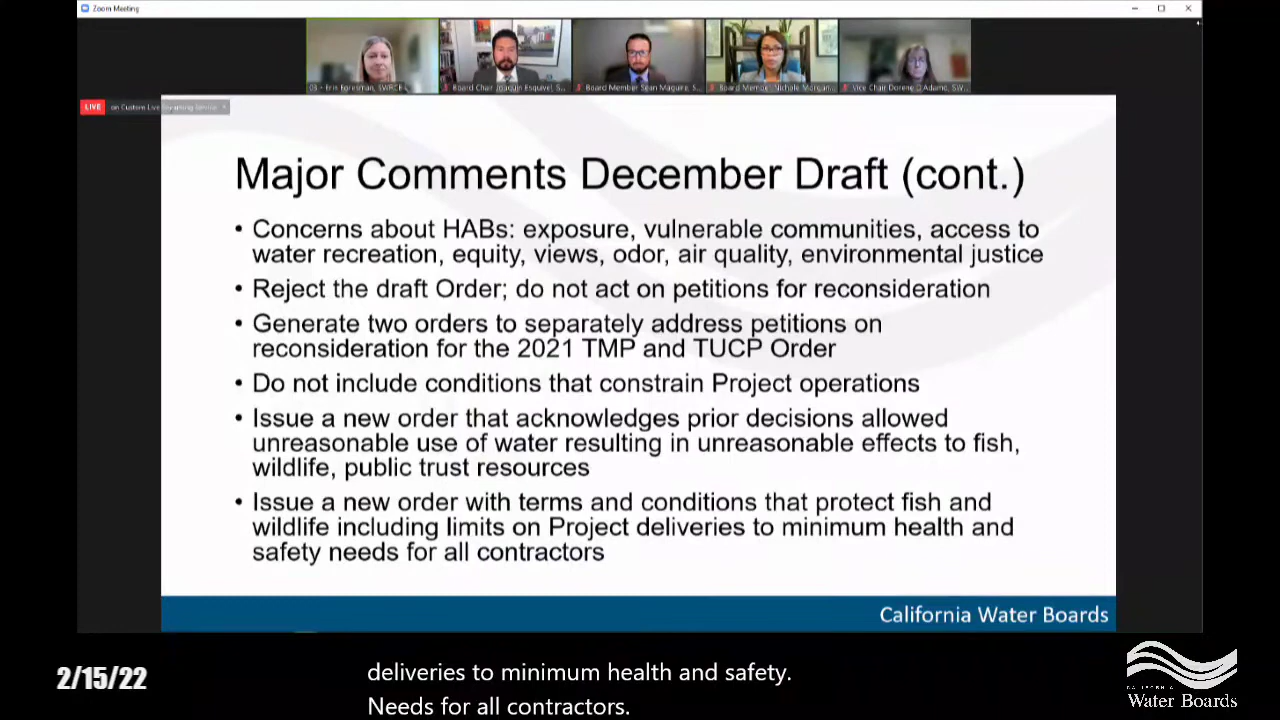 Zoom Meeting
03 - Erin Foresman, SWRCB
Board Chair Joaquin Esquivel, S...
Board Member Sean Maguire, S...
Board Member Nichole Morgan...
Vice Chair Dorene D'Adamo, SW...
LIVE on Custom Live Streaming Service
Major Comments December Draft (cont.)
• Concerns about HABs: exposure, vulnerable communities, access to
water recreation, equity, views, odor, air quality, environmental justice
• Reject the draft Order; do not act on petitions for reconsideration
• Generate two orders to separately address petitions on
reconsideration for the 2021 TMP and TUCP Order
• Do not include conditions that constrain Project operations
• Issue a new order that acknowledges prior decisions allowed
unreasonable use of water resulting in unreasonable effects to fish,
wildlife, public trust resources
• Issue a new order with terms and conditions that protect fish and
wildlife including limits on Project deliveries to minimum health and
safety needs for all contractors
California Water Boards
2/15/22
deliveries to minimum health and safety.
Needs for all contractors.
CALIFORNIA
Water Boards